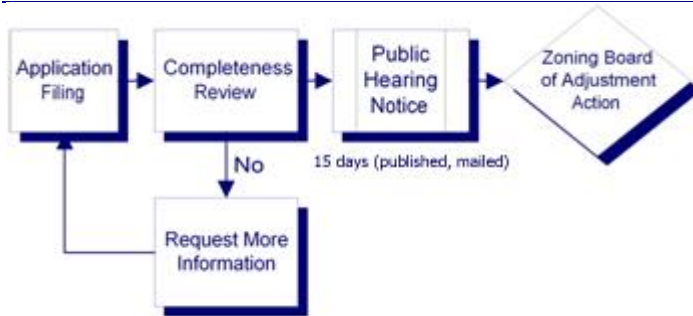 Application
Filing
Completeness
Review
Public
Hearing
Notice
Zoning Board
of Adjustment
Action
No
15 days (published, mailed)
Request More
Information